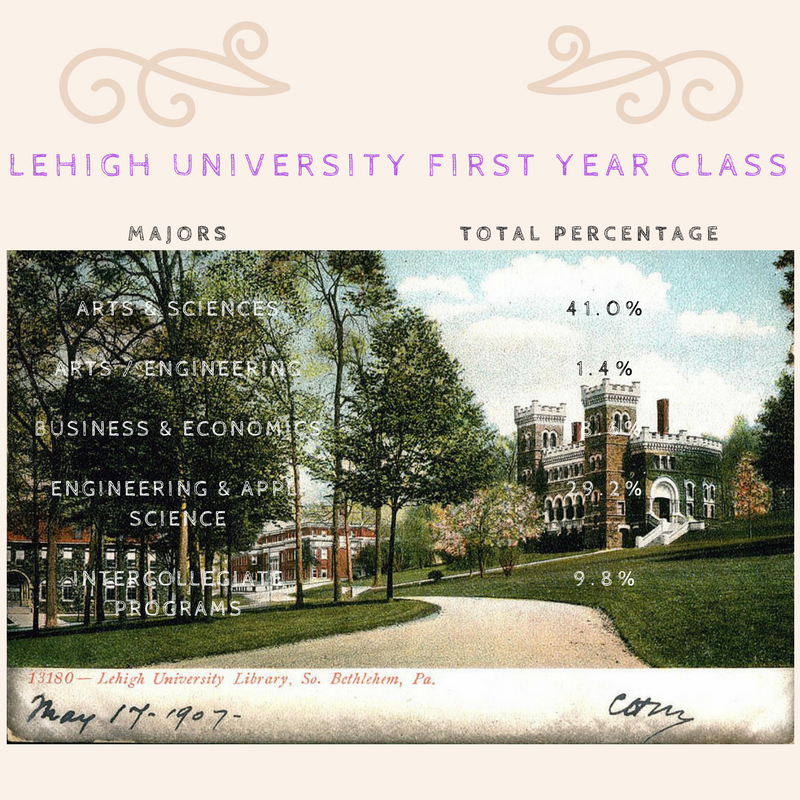 LEHIGH UNIVERSITY FIRST YEAR CLASS
MAJORS TOTAL PERCENTAGE
ARTS & SCIENCES 41.0%
ARTS / ENGINEERING 1.4%
BUSINESS & ECONOMICS
ENGINEERING & APPL. 29.2%
SCIENCE
INTERCOLLEGIATE 9.8%
PROGRAMS
13180— Lehigh University Library, So. Bethlehem, Pa.
May 17-1907-